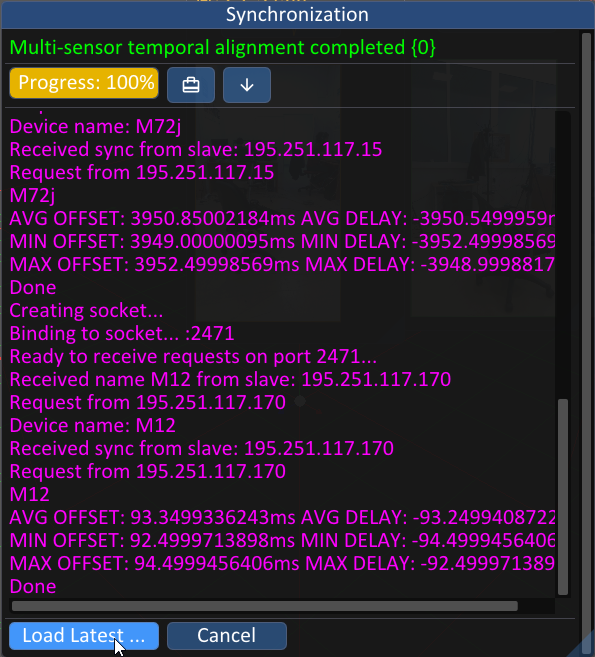 Synchronization
Multi-sensor temporal alignment completed {0}
Progress: 100%
Device name: M72j
Received sync from slave: 195.251.117.15
Request from 195.251.117.15
M72j
AVG OFFSET: 3950.85002184ms AVG DELAY: -3950.5499959
MIN OFFSET: 3949.00000095ms MIN DELAY: -3952.49998569
MAX OFFSET: 3952.49998569ms MAX DELAY: -3948.9998817
Done
Creating socket...
Binding to socket... :2471
Ready to receive requests on port 2471...
Received name M12 from slave: 195.251.117.170
Request from 195.251.117.170
Device name: M12
Received sync from slave: 195.251.117.170
Request from 195.251.117.170
M12
AVG OFFSET: 93.3499336243ms AVG DELAY: -93.2499408722
MIN OFFSET: 92.4999713898ms MIN DELAY: -94.4999456406
MAX OFFSET: 94.4999456406ms MAX DELAY: -92.499971389
Done
Load Latest ...
Cancel